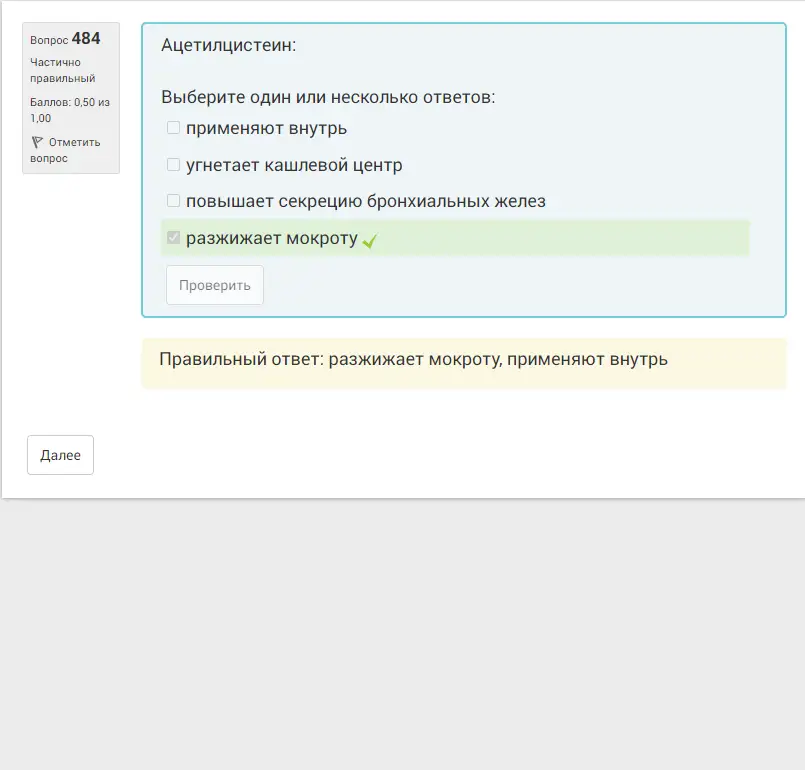 Вопрос 484
Частично
правильный
Баллов: 0,50 из
1,00
Отметить
вопрос
Ацетилцистеин:
Выберите один или несколько ответов:
применяют внутрь
угнетает кашлевой центр
повышает секрецию бронхиальных желез
разжижает мокроту
Проверить
Правильный ответ: разжижает мокроту, применяют внутрь
Далее